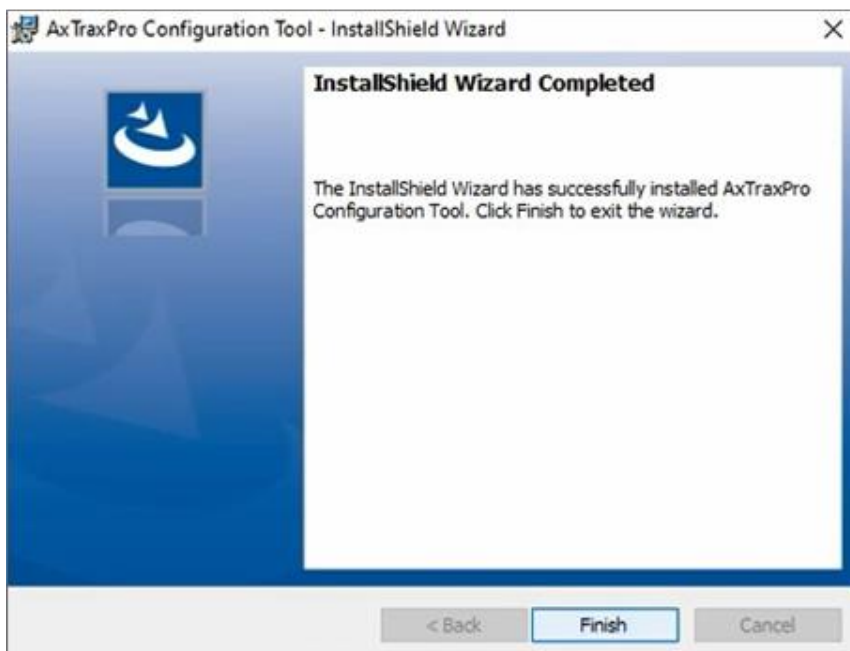 AxTraxPro Configuration Tool - InstallShield Wizard
InstallShield Wizard Completed
The InstallShield Wizard has successfully installed AxTraxPro
Configuration Tool. Click Finish to exit the wizard.
< Back Finish Cancel